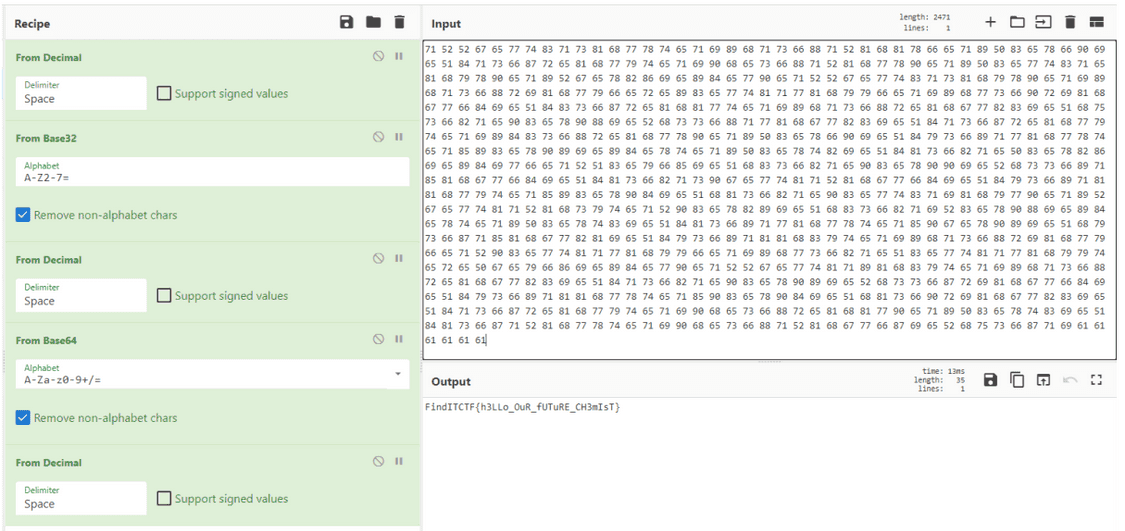 Recipe
From Decimal
Delimiter
Space
Support signed values
From Base32
Alphabet
A-Z2-7=
Remove non-alphabet chars
From Decimal
Delimiter
Space
Support signed values
From Base64
Alphabet
A-Za-z0-9+/=
Remove non-alphabet chars
From Decimal
Delimiter
Space
Support signed values
Input
length: 2471
lines: 1
71 52 52 67 65 77 74 83 71 73 81 68 77 78 74 65 71 69 89 68 71 73 66 88 71 52 81 68 81 78 66 65 71 89 50 83 65 78 66 90 69
65 51 84 71 73 66 87 72 65 81 68 77 79 74 65 71 69 90 68 65 73 66 88 71 52 81 68 77 78 90 65 71 89 50 83 65 77 74 83 71 65
81 68 79 78 90 65 71 89 52 67 65 78 82 86 69 65 89 84 65 77 90 65 71 52 52 67 65 77 74 83 71 73 81 68 79 78 90 65 71 69 89
68 71 73 66 88 72 69 81 68 77 79 66 65 72 65 89 83 65 77 74 81 71 77 81 68 79 79 66 65 71 69 89 68 77 73 66 90 72 69 81 68
67 77 66 84 69 65 51 84 83 71 73 66 87 72 65 81 68 81 77 74 65 71 69 89 68 71 73 66 88 72 65 81 68 67 77 82 83 69 65 51 68 75
73 66 82 71 65 90 83 65 78 90 88 69 65 52 68 73 73 66 88 71 77 81 68 67 77 82 83 69 65 51 84 71 73 66 87 72 65 81 68 77 79
74 65 71 69 89 84 83 73 66 88 72 65 81 68 77 78 90 65 71 89 50 83 65 78 66 90 69 65 51 84 79 73 66 89 71 77 81 68 77 78 74
65 71 85 89 83 65 78 90 89 69 65 89 84 65 78 74 65 71 89 50 83 65 78 74 82 69 65 51 84 81 73 66 82 71 65 50 83 65 78 82 86
69 65 89 84 69 77 66 65 71 52 51 83 65 79 66 85 69 65 51 68 83 73 66 82 71 65 90 83 65 78 90 90 69 65 52 68 73 73 66 89 71
85 81 68 67 77 66 84 69 65 51 84 81 73 66 82 71 73 90 67 65 77 74 81 71 52 81 68 67 77 66 84 69 65 51 84 79 73 66 89 71 81
81 68 77 79 74 65 71 85 89 83 65 78 90 84 69 65 51 68 81 73 66 82 71 65 90 83 65 77 74 83 71 69 81 68 79 77 90 65 71 89 52
67 65 77 74 81 71 52 81 68 73 79 74 65 71 52 90 83 65 78 82 89 69 65 51 68 83 73 66 82 71 69 52 83 65 78 90 88 69 65 89 84
65 78 74 65 71 89 50 83 65 78 74 83 69 65 51 84 81 73 66 89 71 77 81 68 77 78 74 65 71 85 90 67 65 78 90 89 69 65 51 68 79
73 66 87 71 85 81 68 67 77 82 81 69 65 51 84 79 73 66 89 71 81 81 68 83 79 74 65 71 69 89 68 71 73 66 88 72 69 81 68 77 79
66 65 71 52 90 83 65 77 74 81 71 77 81 68 79 79 66 65 71 69 89 68 77 73 66 82 71 65 51 83 65 77 74 81 71 77 81 68 79 79 74
65 72 65 50 67 65 79 66 86 69 65 89 84 65 77 90 65 71 52 52 67 65 77 74 81 71 89 81 68 83 79 74 65 71 69 89 68 71 73 66 88
72 65 81 68 67 77 82 83 69 65 51 84 71 73 66 82 71 65 90 83 65 78 90 89 69 65 52 68 73 73 66 87 72 69 81 68 67 77 66 84 69
65 51 84 79 73 66 89 71 81 81 68 77 78 74 65 71 85 90 83 65 78 90 84 69 65 51 68 81 73 66 90 72 69 81 68 67 77 82 83 69 65
51 84 71 73 66 87 72 65 81 68 77 79 74 65 71 69 90 68 65 73 66 88 72 65 81 68 81 77 90 65 71 89 50 83 65 78 74 83 69 65 51
84 81 73 66 87 71 52 81 68 77 78 74 65 71 69 90 68 65 73 66 88 71 52 81 68 67 77 66 87 69 65 52 68 75 73 66 87 71 69 61 61
61 61 61 61
Output
time: 13ms
length: 35
lines: 1
FindITCTF{h3LLo_OuR_fUTuRE_CH3mIsT}